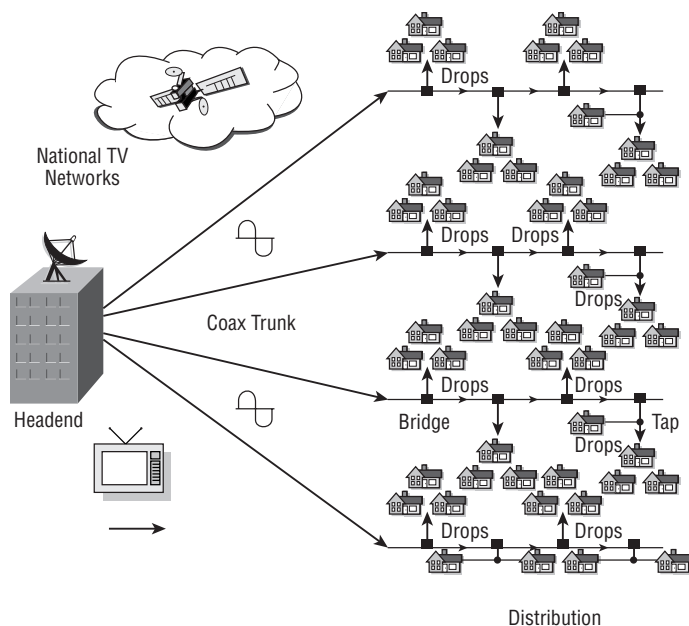 Drops
National TV
Networks
Drops
Drops
Drops
Coax Trunk
Drops
Drops
Headend
Bridge
Drops
Tap
Drops
Drops
Distribution